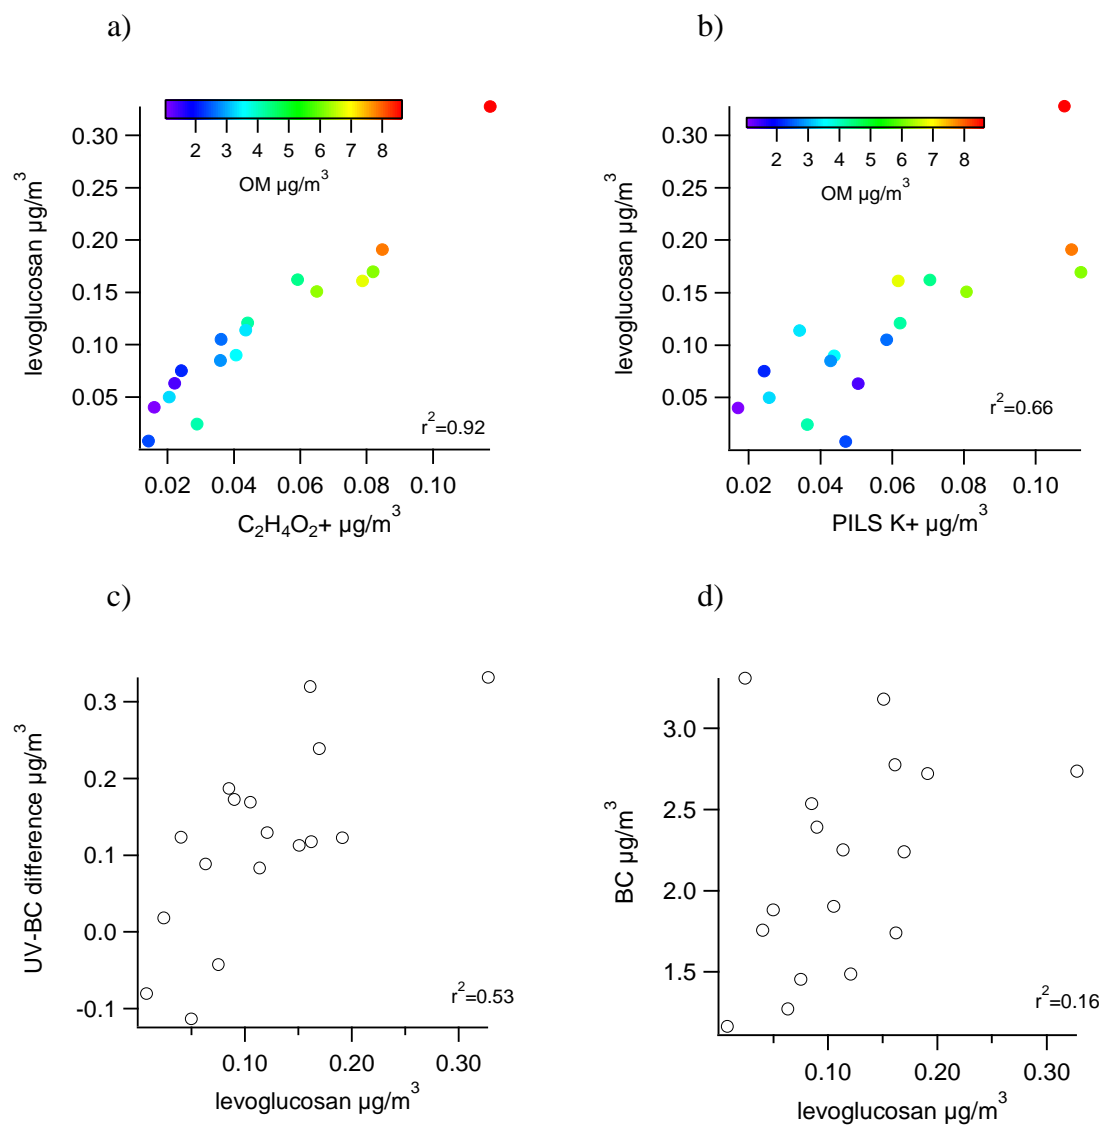 a)
b)
0.30
0.25
0.20
0.15
0.10
0.05
levoglucosan µg/m³
2 3 4 5 6 7 8
OM µg/m³
r²=0.92
0.02 0.04 0.06 0.08 0.10
C₂H₄O₂+ µg/m³
0.30
0.25
0.20
0.15
0.10
0.05
levoglucosan µg/m³
2 3 4 5 6 7 8
OM µg/m³
r²=0.66
0.02 0.04 0.06 0.08 0.10
PILS K+ µg/m³
c)
d)
0.3
0.2
0.1
0.0
-0.1
UV-BC difference µg/m³
r²=0.53
0.10 0.20 0.30
levoglucosan µg/m³
3.0
2.5
2.0
1.5
BC µg/m³
r²=0.16
0.10 0.20 0.30
levoglucosan µg/m³